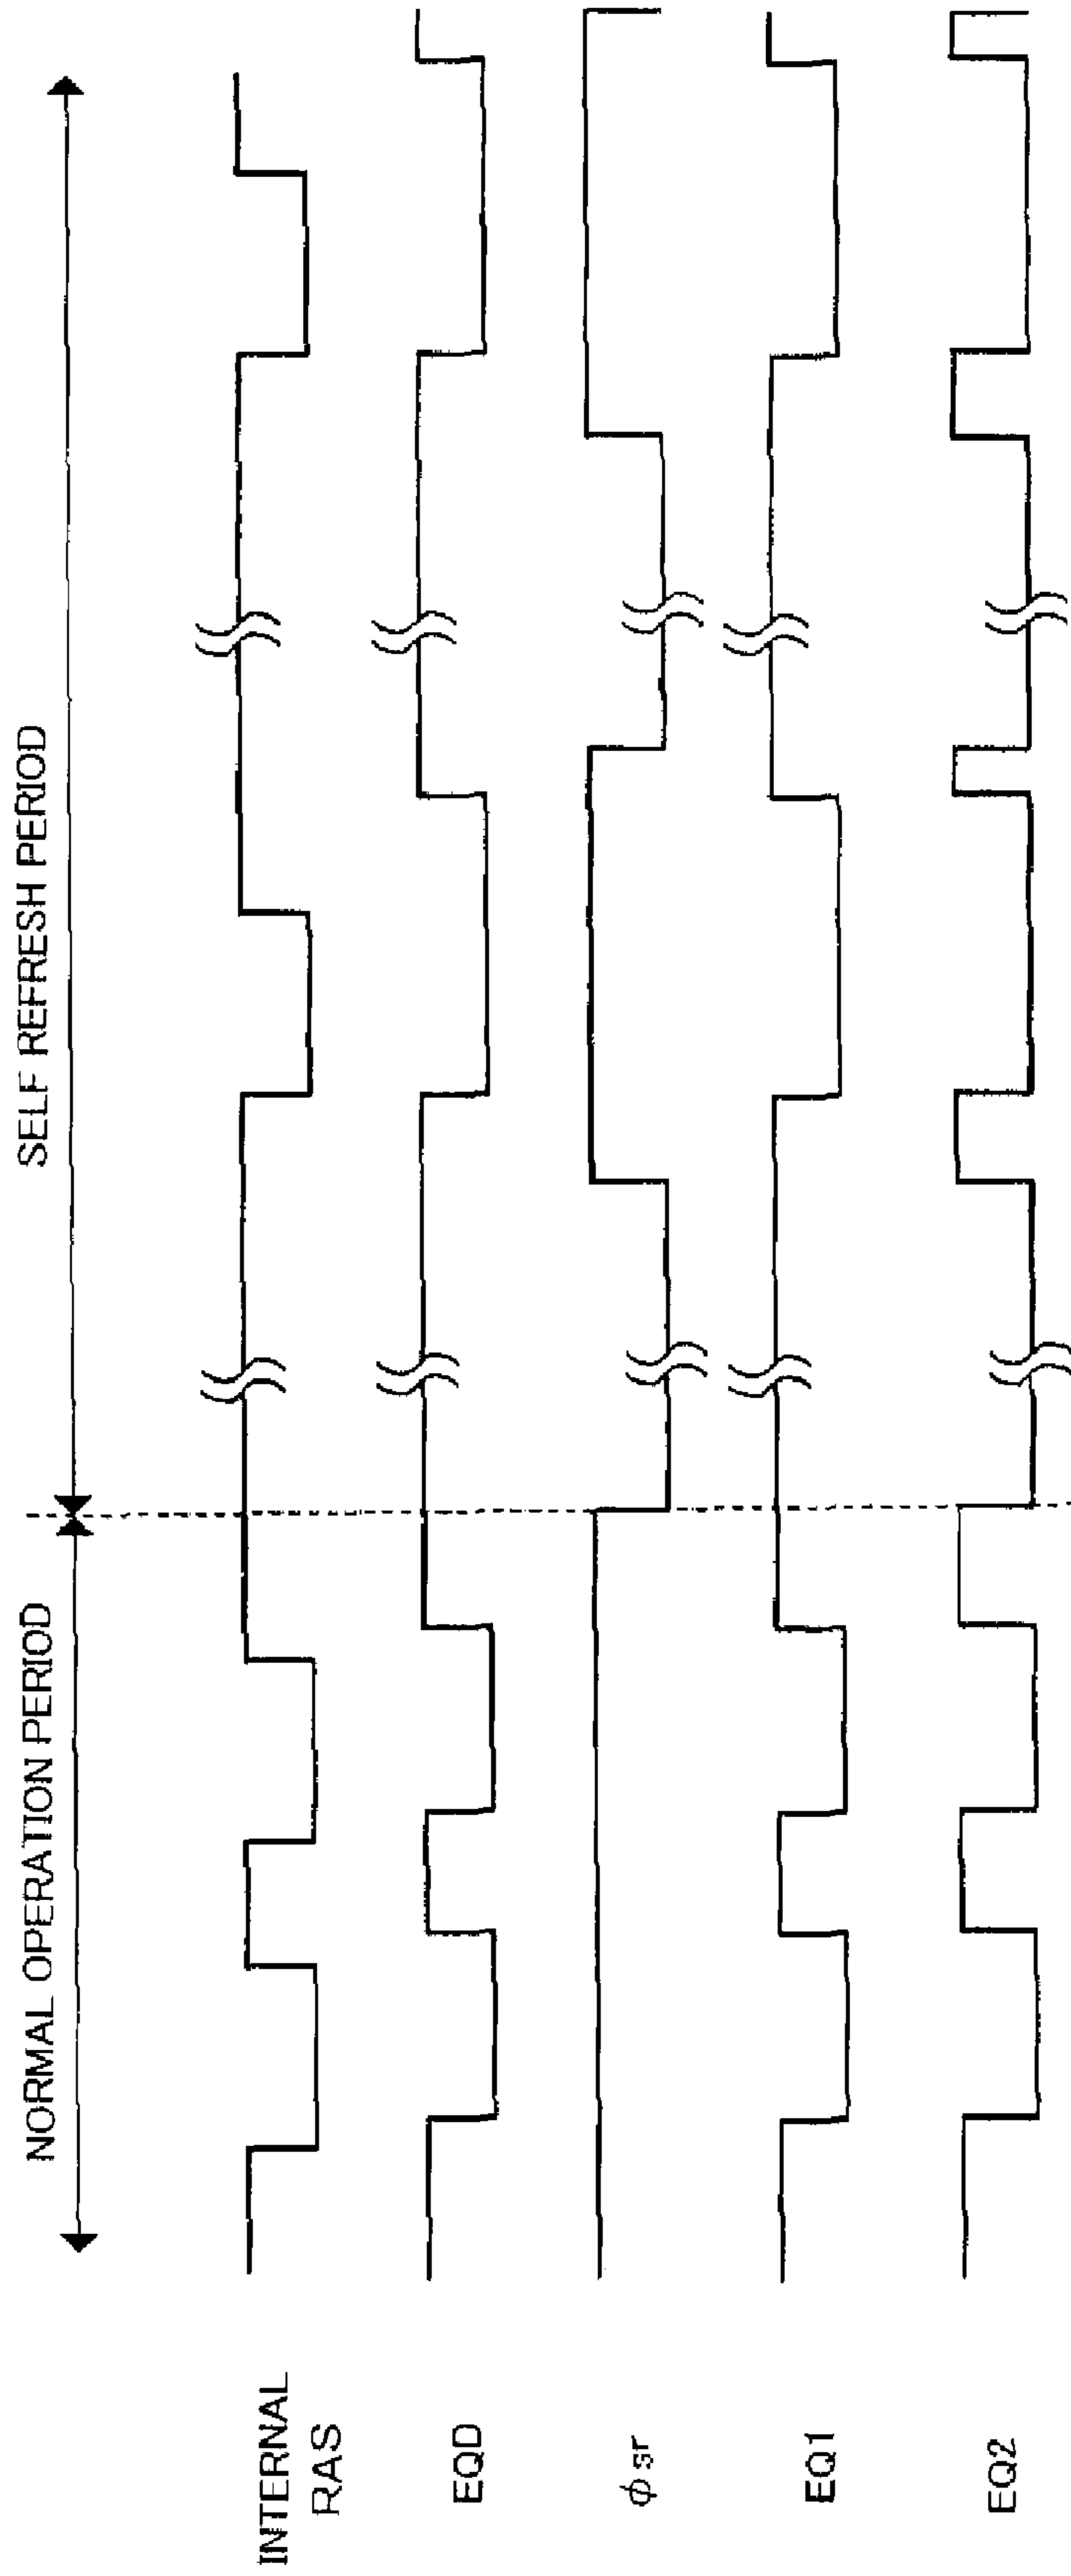 NORMAL OPERATION PERIOD
SELF REFRESH PERIOD
INTERNAL
RAS
EQD
ϕsr
EQ1
EQ2